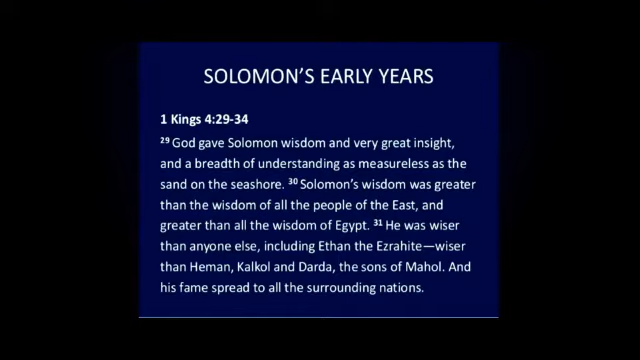 SOLOMON'S EARLY YEARS
1 Kings 4:29-34
29 God gave Solomon wisdom and very great insight,
and a breadth of understanding as measureless as the
sand on the seashore. 30 Solomon's wisdom was greater
than the wisdom of all the people of the East, and
greater than all the wisdom of Egypt. 31 He was wiser
than anyone else, including Ethan the Ezrahite—wiser
than Heman, Kalkol and Darda, the sons of Mahol. And
his fame spread to all the surrounding nations.